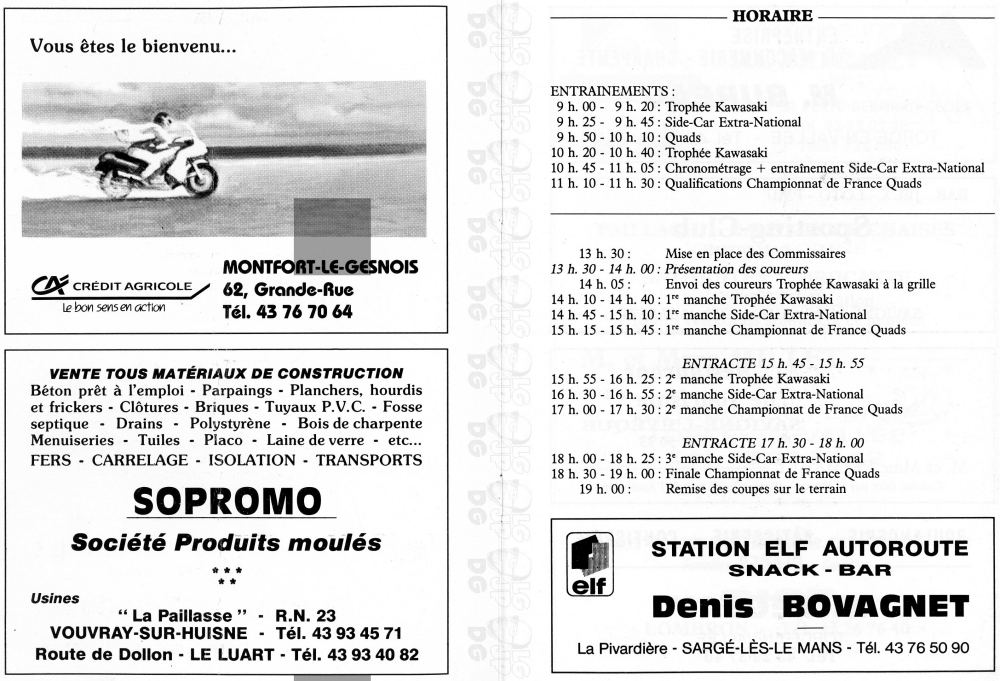 Vous êtes le bienvenu...
CA CRÉDIT AGRICOLE
Le bon sens en action
MONTFORT-LE-GESNOIS
62, Grande-Rue
Tél. 43 76 70 64
VENTE TOUS MATÉRIAUX DE CONSTRUCTION
Béton prêt à l'emploi - Parpaings - Planchers, hourdis
et frickers - Clôtures - Briques - Tuyaux P.V.C. - Fosse
septique - Drains - Polystyrène - Bois de charpente
Menuiseries - Tuiles - Placo - Laine de verre - etc...
FERS - CARRELAGE - ISOLATION - TRANSPORTS
SOPROMO
Société Produits moulés
* * *
* *
Usines
“ La Paillasse ” - R.N. 23
VOUVRAY-SUR-HUISNE - Tél. 43 93 45 71
Route de Dollon - LE LUART - Tél. 43 93 40 82
HORAIRE
ENTRAINEMENTS :
9 h. 00 - 9 h. 20 : Trophée Kawasaki
9 h. 25 - 9 h. 45 : Side-Car Extra-National
9 h. 50 - 10 h. 10 : Quads
10 h. 20 - 10 h. 40 : Trophée Kawasaki
10 h. 45 - 11 h. 05 : Chronométrage + entraînement Side-Car Extra-National
11 h. 10 - 11 h. 30 : Qualifications Championnat de France Quads
13 h. 30 : Mise en place des Commissaires
13 h. 30 - 14 h. 00 : Présentation des coureurs
14 h. 05 : Envoi des coureurs Trophée Kawasaki à la grille
14 h. 10 - 14 h. 40 : 1re manche Trophée Kawasaki
14 h. 45 - 15 h. 10 : 1re manche Side-Car Extra-National
15 h. 15 - 15 h. 45 : 1re manche Championnat de France Quads
ENTRACTE 15 h. 45 - 15 h. 55
15 h. 55 - 16 h. 25 : 2e manche Trophée Kawasaki
16 h. 30 - 16 h. 55 : 2e manche Side-Car Extra-National
17 h. 00 - 17 h. 30 : 2e manche Championnat de France Quads
ENTRACTE 17 h. 30 - 18 h. 00
18 h. 00 - 18 h. 25 : 3e manche Side-Car Extra-National
18 h. 30 - 19 h. 00 : Finale Championnat de France Quads
19 h. 00 : Remise des coupes sur le terrain
elf
STATION ELF AUTOROUTE
SNACK - BAR
Denis BOVAGNET
La Pivardière - SARGÉ-LÈS-LE MANS - Tél. 43 76 50 90